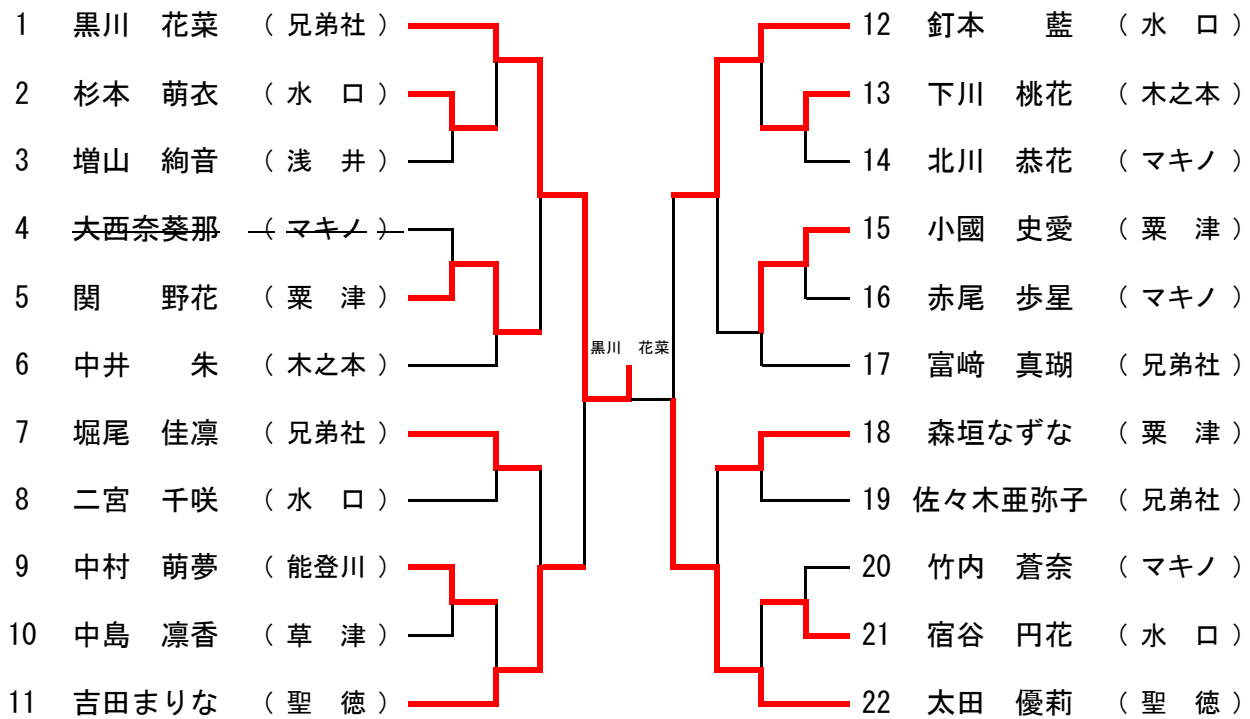 1 黒川 花菜 （ 兄弟社 ）
2 杉本 萌衣 （ 水 口 ）
3 増山 絢音 （ 浅 井 ）
4 大西奈葵那 （ マキノ ）
5 関 野花 （ 粟 津 ）
6 中井 朱 （ 木之本 ）
7 堀尾 佳凛 （ 兄弟社 ）
8 二宮 千咲 （ 水 口 ）
9 中村 萌夢 （ 能登川 ）
10 中島 凛香 （ 草 津 ）
11 吉田まりな （ 聖 徳 ）
黒川 花菜
12 釘本 藍 （ 水 口 ）
13 下川 桃花 （ 木之本 ）
14 北川 恭花 （ マキノ ）
15 小國 史愛 （ 粟 津 ）
16 赤尾 歩星 （ マキノ ）
17 富﨑 真瑚 （ 兄弟社 ）
18 森垣なずな （ 粟 津 ）
19 佐々木亜弥子 （ 兄弟社 ）
20 竹内 蒼奈 （ マキノ ）
21 宿谷 円花 （ 水 口 ）
22 太田 優莉 （ 聖 徳 ）